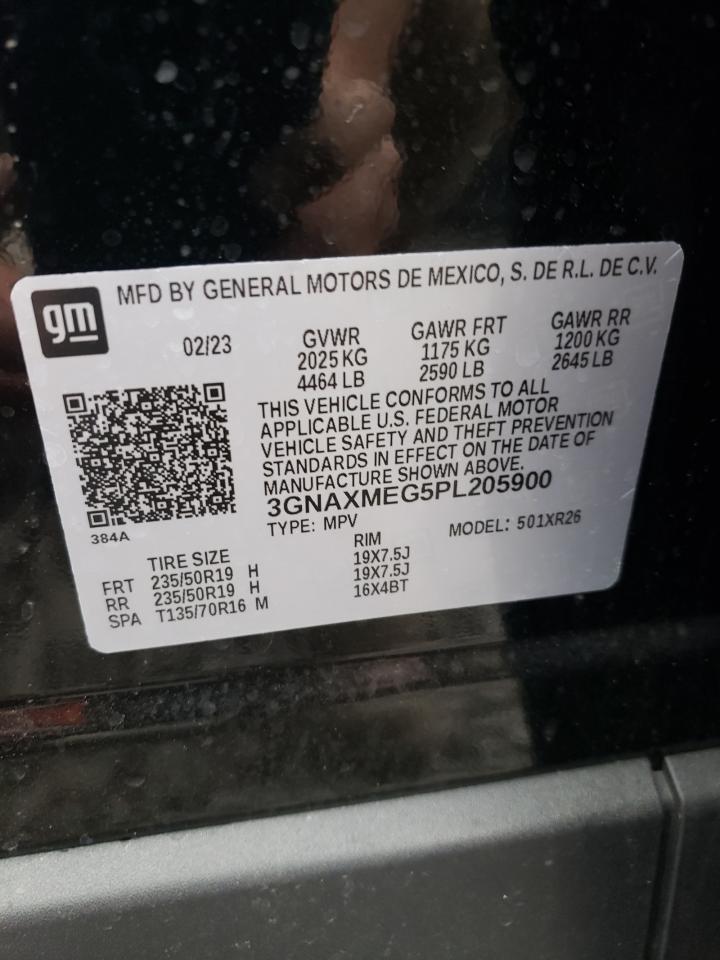 gm
MFD BY GENERAL MOTORS DE MEXICO, S. DE R.L. DE C.V.
02/23 GVWR GAWR FRT GAWR RR
2025 KG 1175 KG 1200 KG
4464 LB 2590 LB 2645 LB
THIS VEHICLE CONFORMS TO ALL
APPLICABLE U.S. FEDERAL MOTOR
VEHICLE SAFETY AND THEFT PREVENTION
STANDARDS IN EFFECT ON THE DATE OF
MANUFACTURE SHOWN ABOVE.
3GNAXMEG5PL205900
384A TYPE: MPV MODEL: 501XR26
TIRE SIZE RIM
FRT 235/50R19 H 19X7.5J
RR 235/50R19 H 19X7.5J
SPA T135/70R16 M 16X4BT